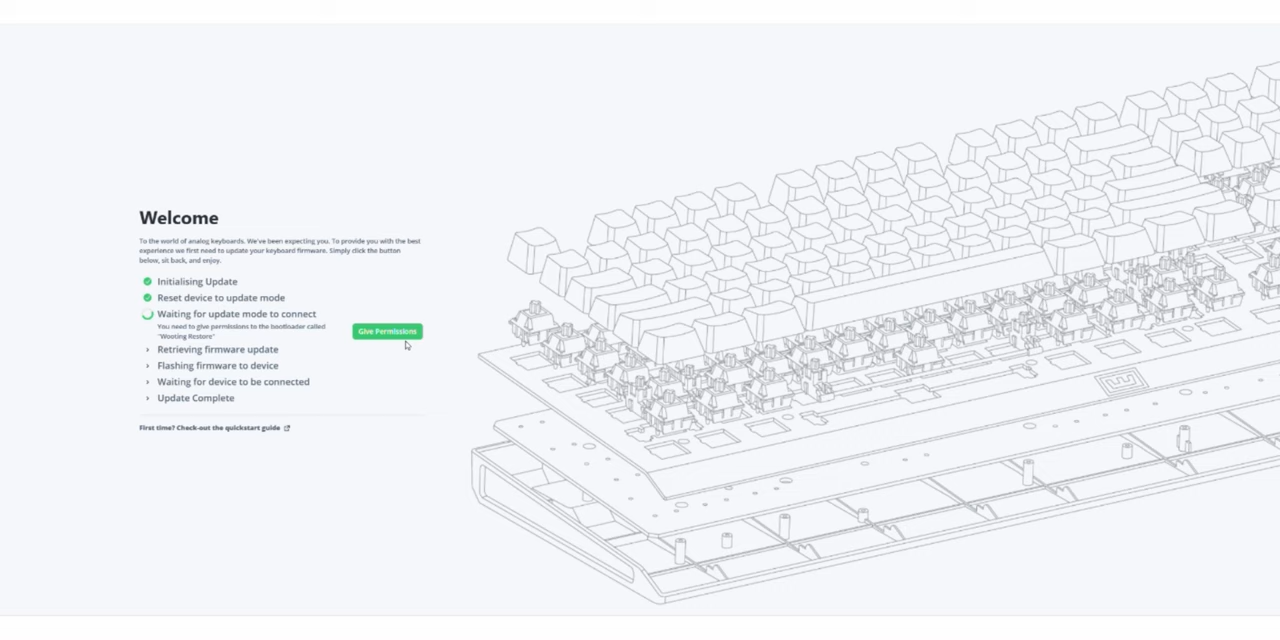 Welcome
To the world of analog keyboards. We've been expecting you. To provide you with the best
experience we first need to update your keyboard firmware. Simply click the button
below, sit back, and enjoy.
Initialising Update
Reset device to update mode
Waiting for update mode to connect
You need to give permissions to the bootloader called
"Wooting Restore"
Give Permissions
Retrieving firmware update
Flashing firmware to device
Waiting for device to be connected
Update Complete
First time? Check-out the quickstart guide